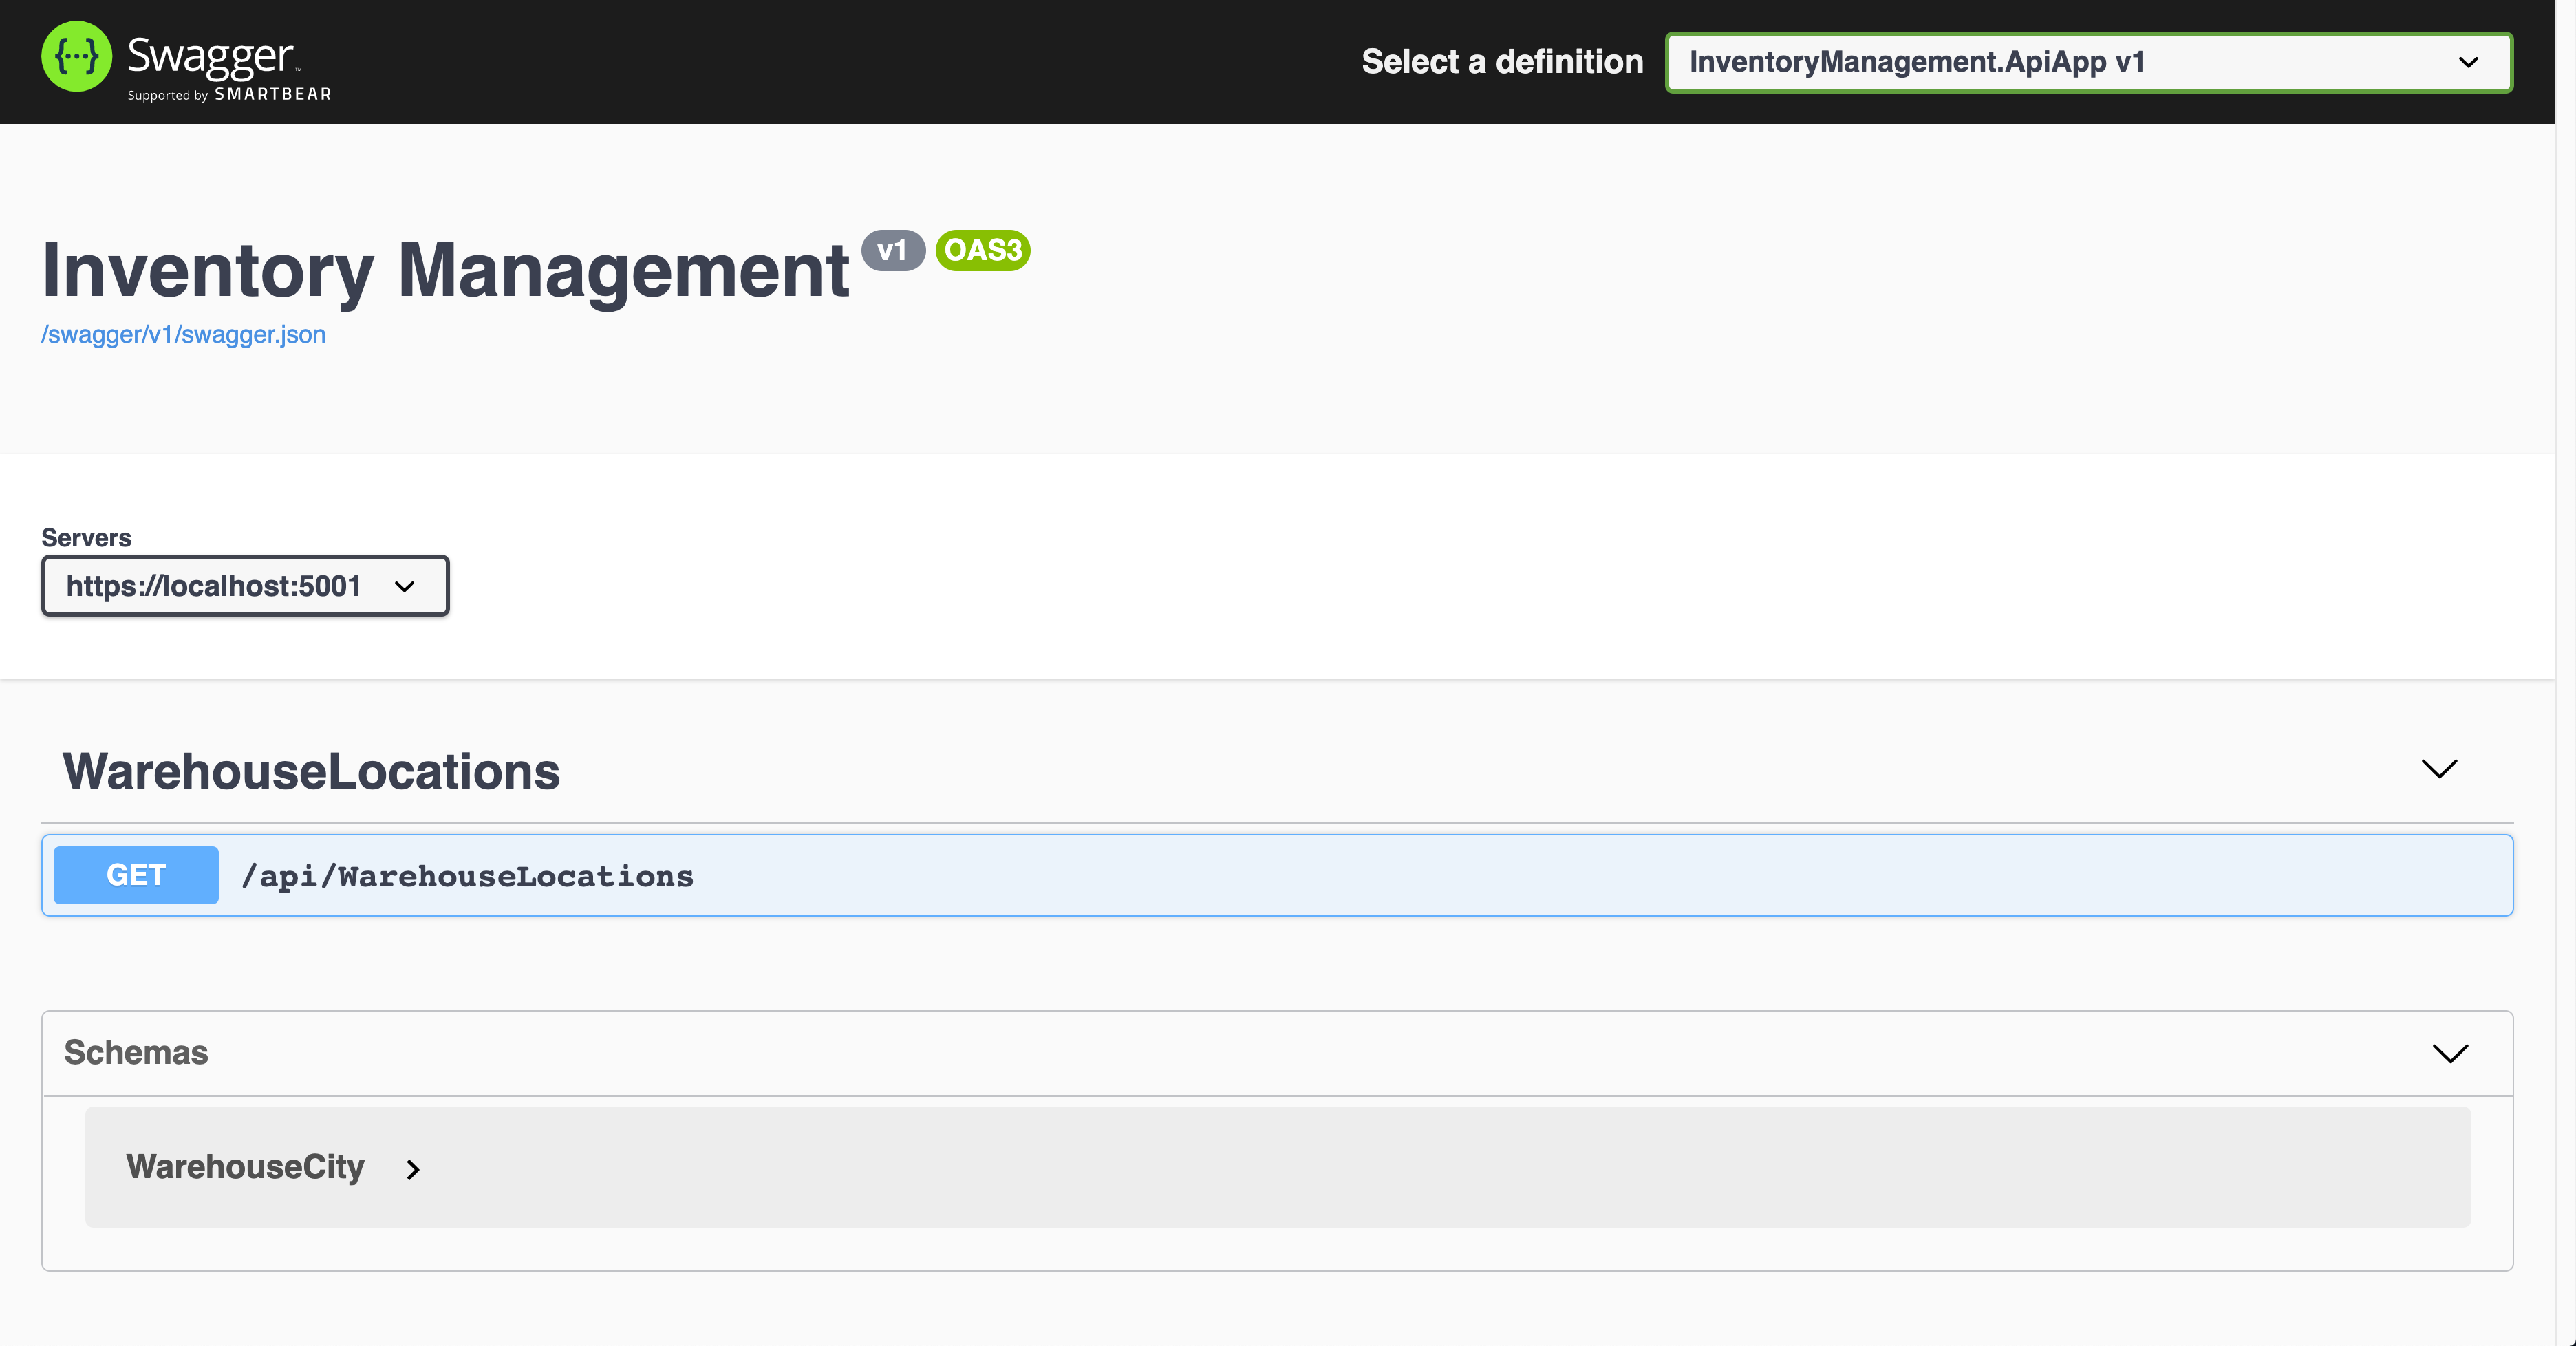 {...} Swagger™
Supported by SMARTBEAR
Select a definition
InventoryManagement.ApiApp v1
Inventory Management v1 OAS3
/swagger/v1/swagger.json
Servers
https://localhost:5001
WarehouseLocations
GET /api/WarehouseLocations
Schemas
WarehouseCity